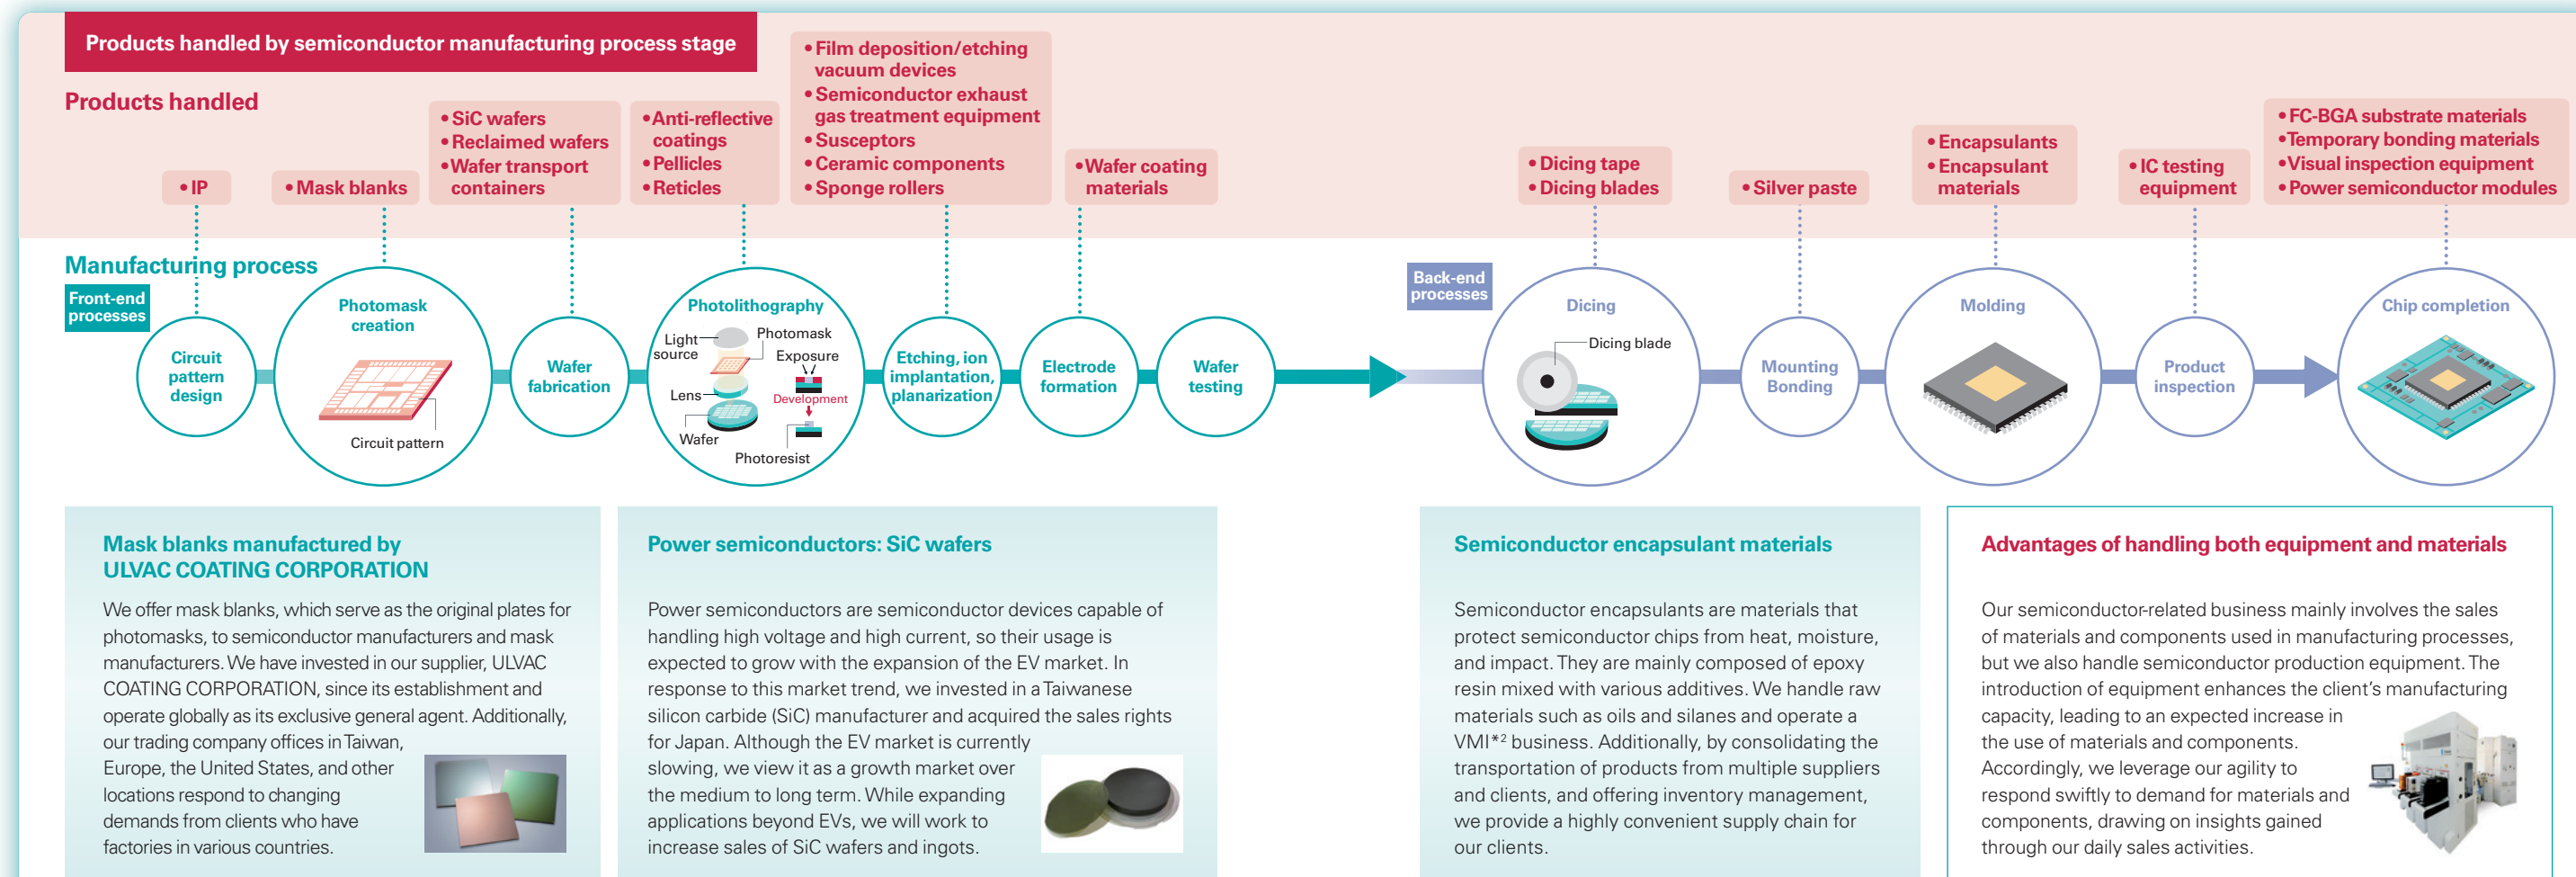 Products handled by semiconductor manufacturing process stage
Products handled
• IP
• Mask blanks
• SiC wafers
• Reclaimed wafers
• Wafer transport
containers
• Anti-reflective
coatings
• Pellicles
• Reticles
• Film deposition/etching
vacuum devices
• Semiconductor exhaust
gas treatment equipment
• Susceptors
• Ceramic components
• Sponge rollers
• Wafer coating
materials
• Dicing tape
• Dicing blades
• Silver paste
• Encapsulants
• Encapsulant
materials
• IC testing
equipment
• FC-BGA substrate materials
• Temporary bonding materials
• Visual inspection equipment
• Power semiconductor modules
Manufacturing process
Front-end
processes
Circuit
pattern
design
Photomask
creation
Circuit pattern
Wafer
fabrication
Photolithography
Light
source
Photomask
Exposure
Lens
Development
Wafer
Photoresist
Etching, ion
implantation,
planarization
Electrode
formation
Wafer
testing
Back-end
processes
Dicing
Dicing blade
Mounting
Bonding
Molding
Product
inspection
Chip completion
Mask blanks manufactured by
ULVAC COATING CORPORATION
We offer mask blanks, which serve as the original plates for
photomasks, to semiconductor manufacturers and mask
manufacturers. We have invested in our supplier, ULVAC
COATING CORPORATION, since its establishment and
operate globally as its exclusive general agent. Additionally,
our trading company offices in Taiwan,
Europe, the United States, and other
locations respond to changing
demands from clients who have
factories in various countries.
Power semiconductors: SiC wafers
Power semiconductors are semiconductor devices capable of
handling high voltage and high current, so their usage is
expected to grow with the expansion of the EV market. In
response to this market trend, we invested in a Taiwanese
silicon carbide (SiC) manufacturer and acquired the sales rights
for Japan. Although the EV market is currently
slowing, we view it as a growth market over
the medium to long term. While expanding
applications beyond EVs, we will work to
increase sales of SiC wafers and ingots.
Semiconductor encapsulant materials
Semiconductor encapsulants are materials that
protect semiconductor chips from heat, moisture,
and impact. They are mainly composed of epoxy
resin mixed with various additives. We handle raw
materials such as oils and silanes and operate a
VMI*2 business. Additionally, by consolidating the
transportation of products from multiple suppliers
and clients, and offering inventory management,
we provide a highly convenient supply chain for
our clients.
Advantages of handling both equipment and materials
Our semiconductor-related business mainly involves the sales
of materials and components used in manufacturing processes,
but we also handle semiconductor production equipment. The
introduction of equipment enhances the client's manufacturing
capacity, leading to an expected increase in
the use of materials and components.
Accordingly, we leverage our agility to
respond swiftly to demand for materials and
components, drawing on insights gained
through our daily sales activities.